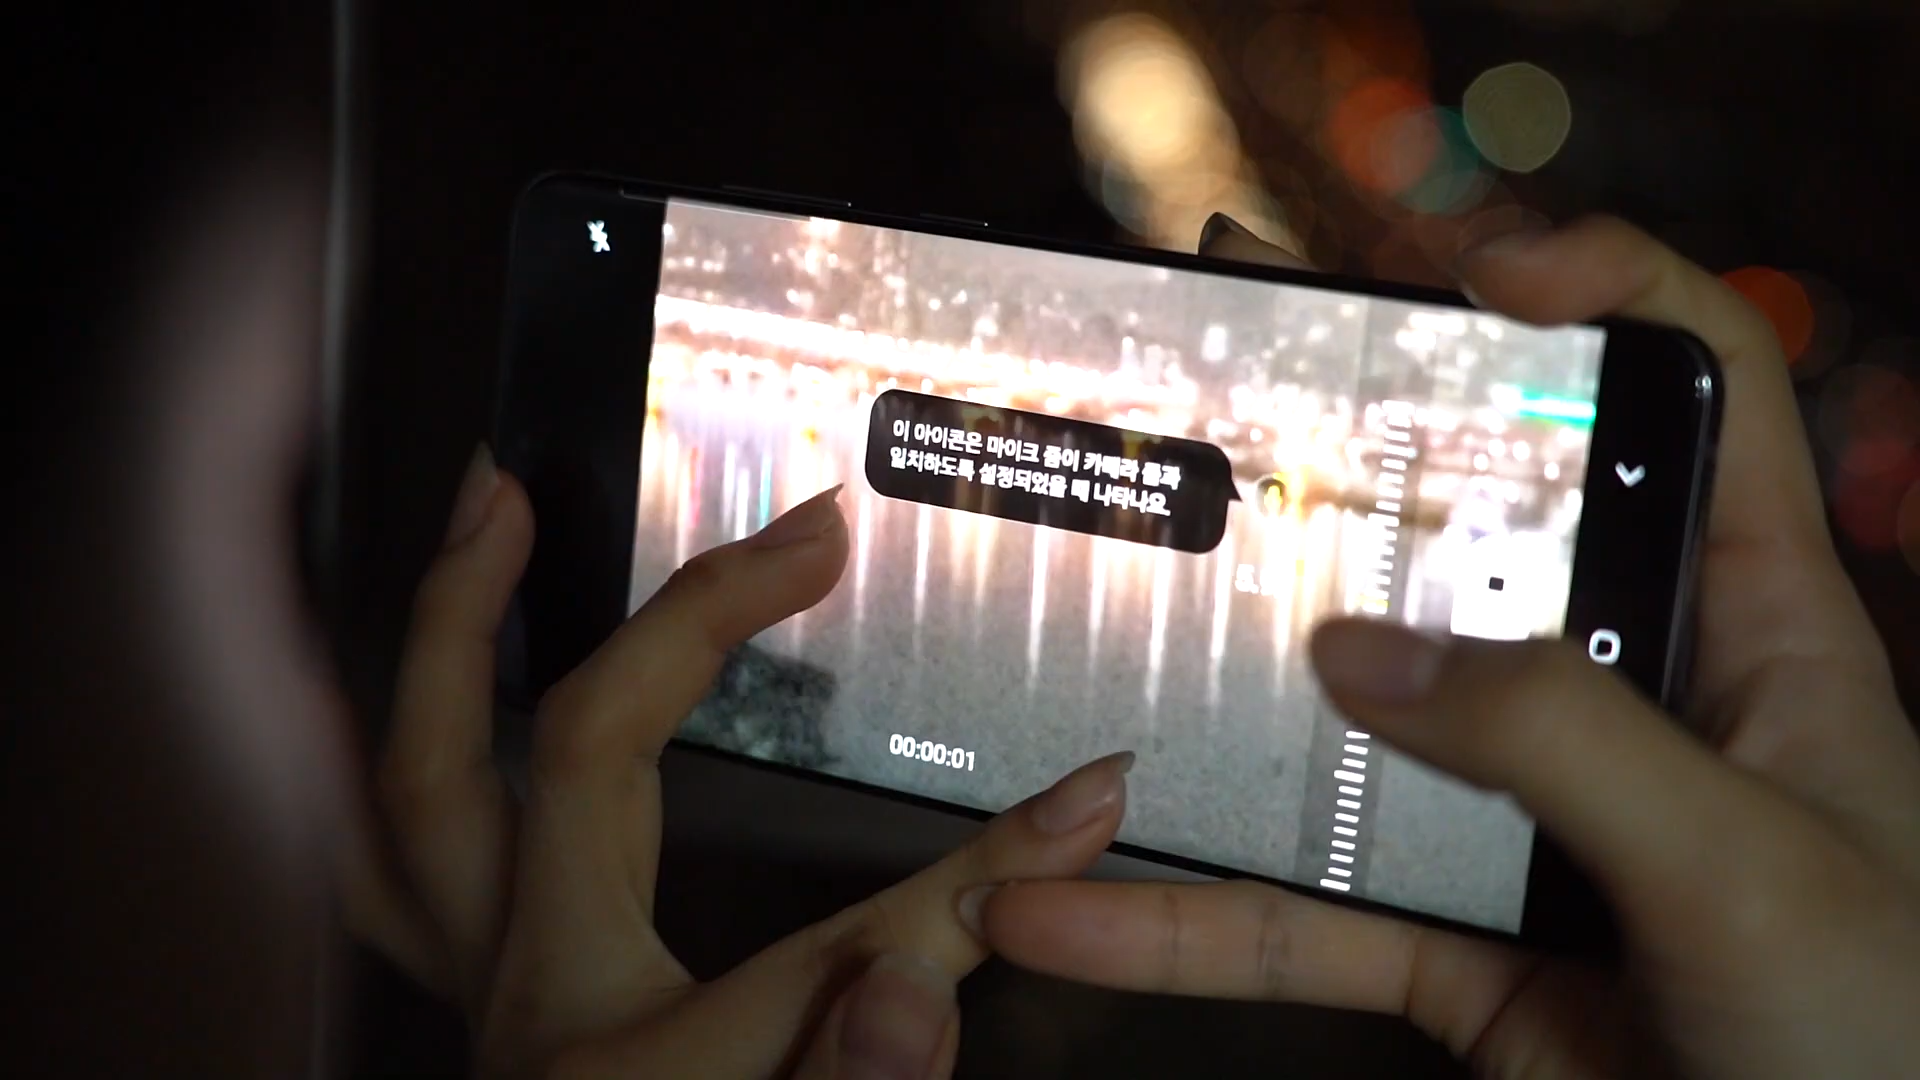 이 아이콘은 마이크 줌이 카메라 줌과
일치하도록 설정되었을 때 나타나요.
00:00:01